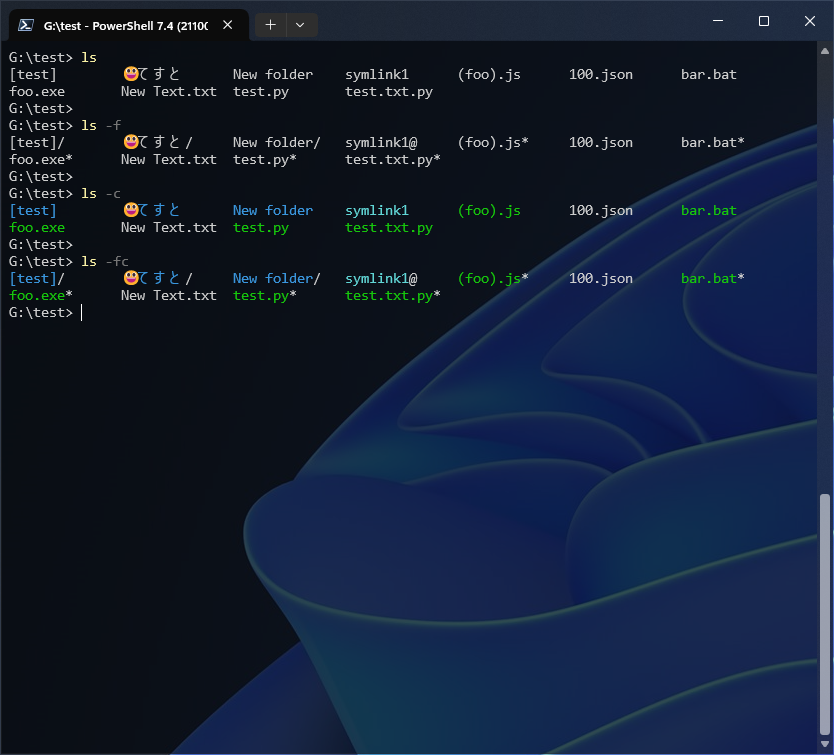 G:\test - PowerShell 7.4 (21100
G:\test> ls
[test] 😀てすと New folder symlink1 (foo).js 100.json bar.bat
foo.exe New Text.txt test.py test.txt.py
G:\test>
G:\test> ls -f
[test]/ 😀てすと/ New folder/ symlink1@ (foo).js* 100.json bar.bat*
foo.exe* New Text.txt test.py* test.txt.py*
G:\test>
G:\test> ls -c
[test] 😀てすと New folder symlink1 (foo).js 100.json bar.bat
foo.exe New Text.txt test.py test.txt.py
G:\test>
G:\test> ls -fc
[test]/ 😀てすと/ New folder/ symlink1@ (foo).js* 100.json bar.bat*
foo.exe* New Text.txt test.py* test.txt.py*
G:\test>